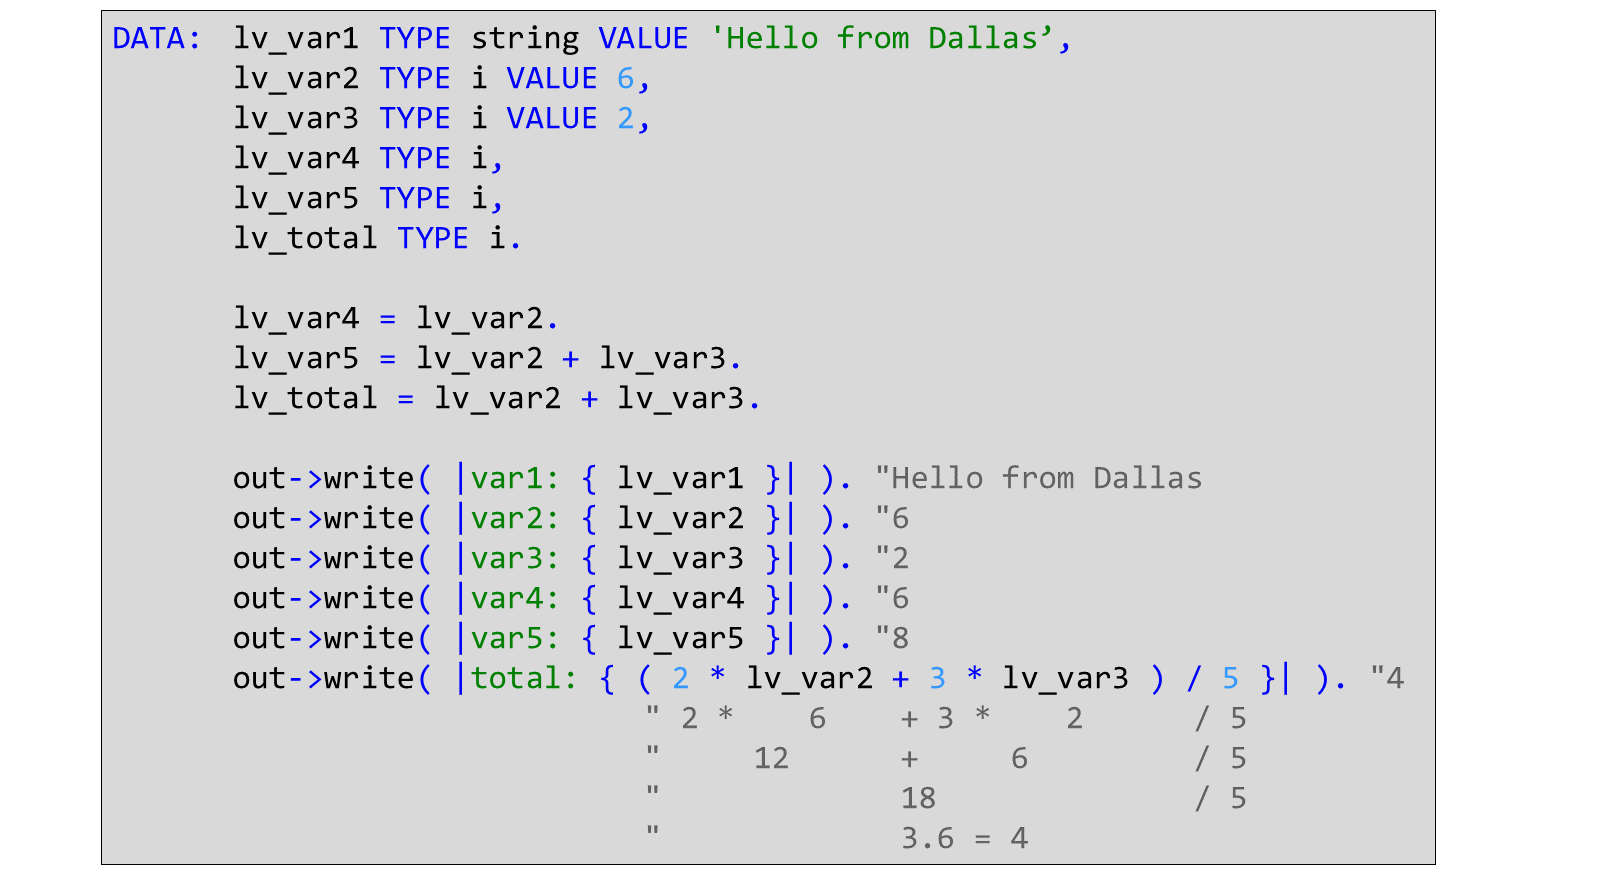 DATA: lv_var1 TYPE string VALUE 'Hello from Dallas’,
lv_var2 TYPE i VALUE 6,
lv_var3 TYPE i VALUE 2,
lv_var4 TYPE i,
lv_var5 TYPE i,
lv_total TYPE i.
lv_var4 = lv_var2.
lv_var5 = lv_var2 + lv_var3.
lv_total = lv_var2 + lv_var3.
out->write( |var1: { lv_var1 }| ). "Hello from Dallas
out->write( |var2: { lv_var2 }| ). "6
out->write( |var3: { lv_var3 }| ). "2
out->write( |var4: { lv_var4 }| ). "6
out->write( |var5: { lv_var5 }| ). "8
out->write( |total: { ( 2 * lv_var2 + 3 * lv_var3 ) / 5 }| ). "4
" 2 * 6 + 3 * 2 / 5
" 12 + 6 / 5
" 18 / 5
" 3.6 = 4